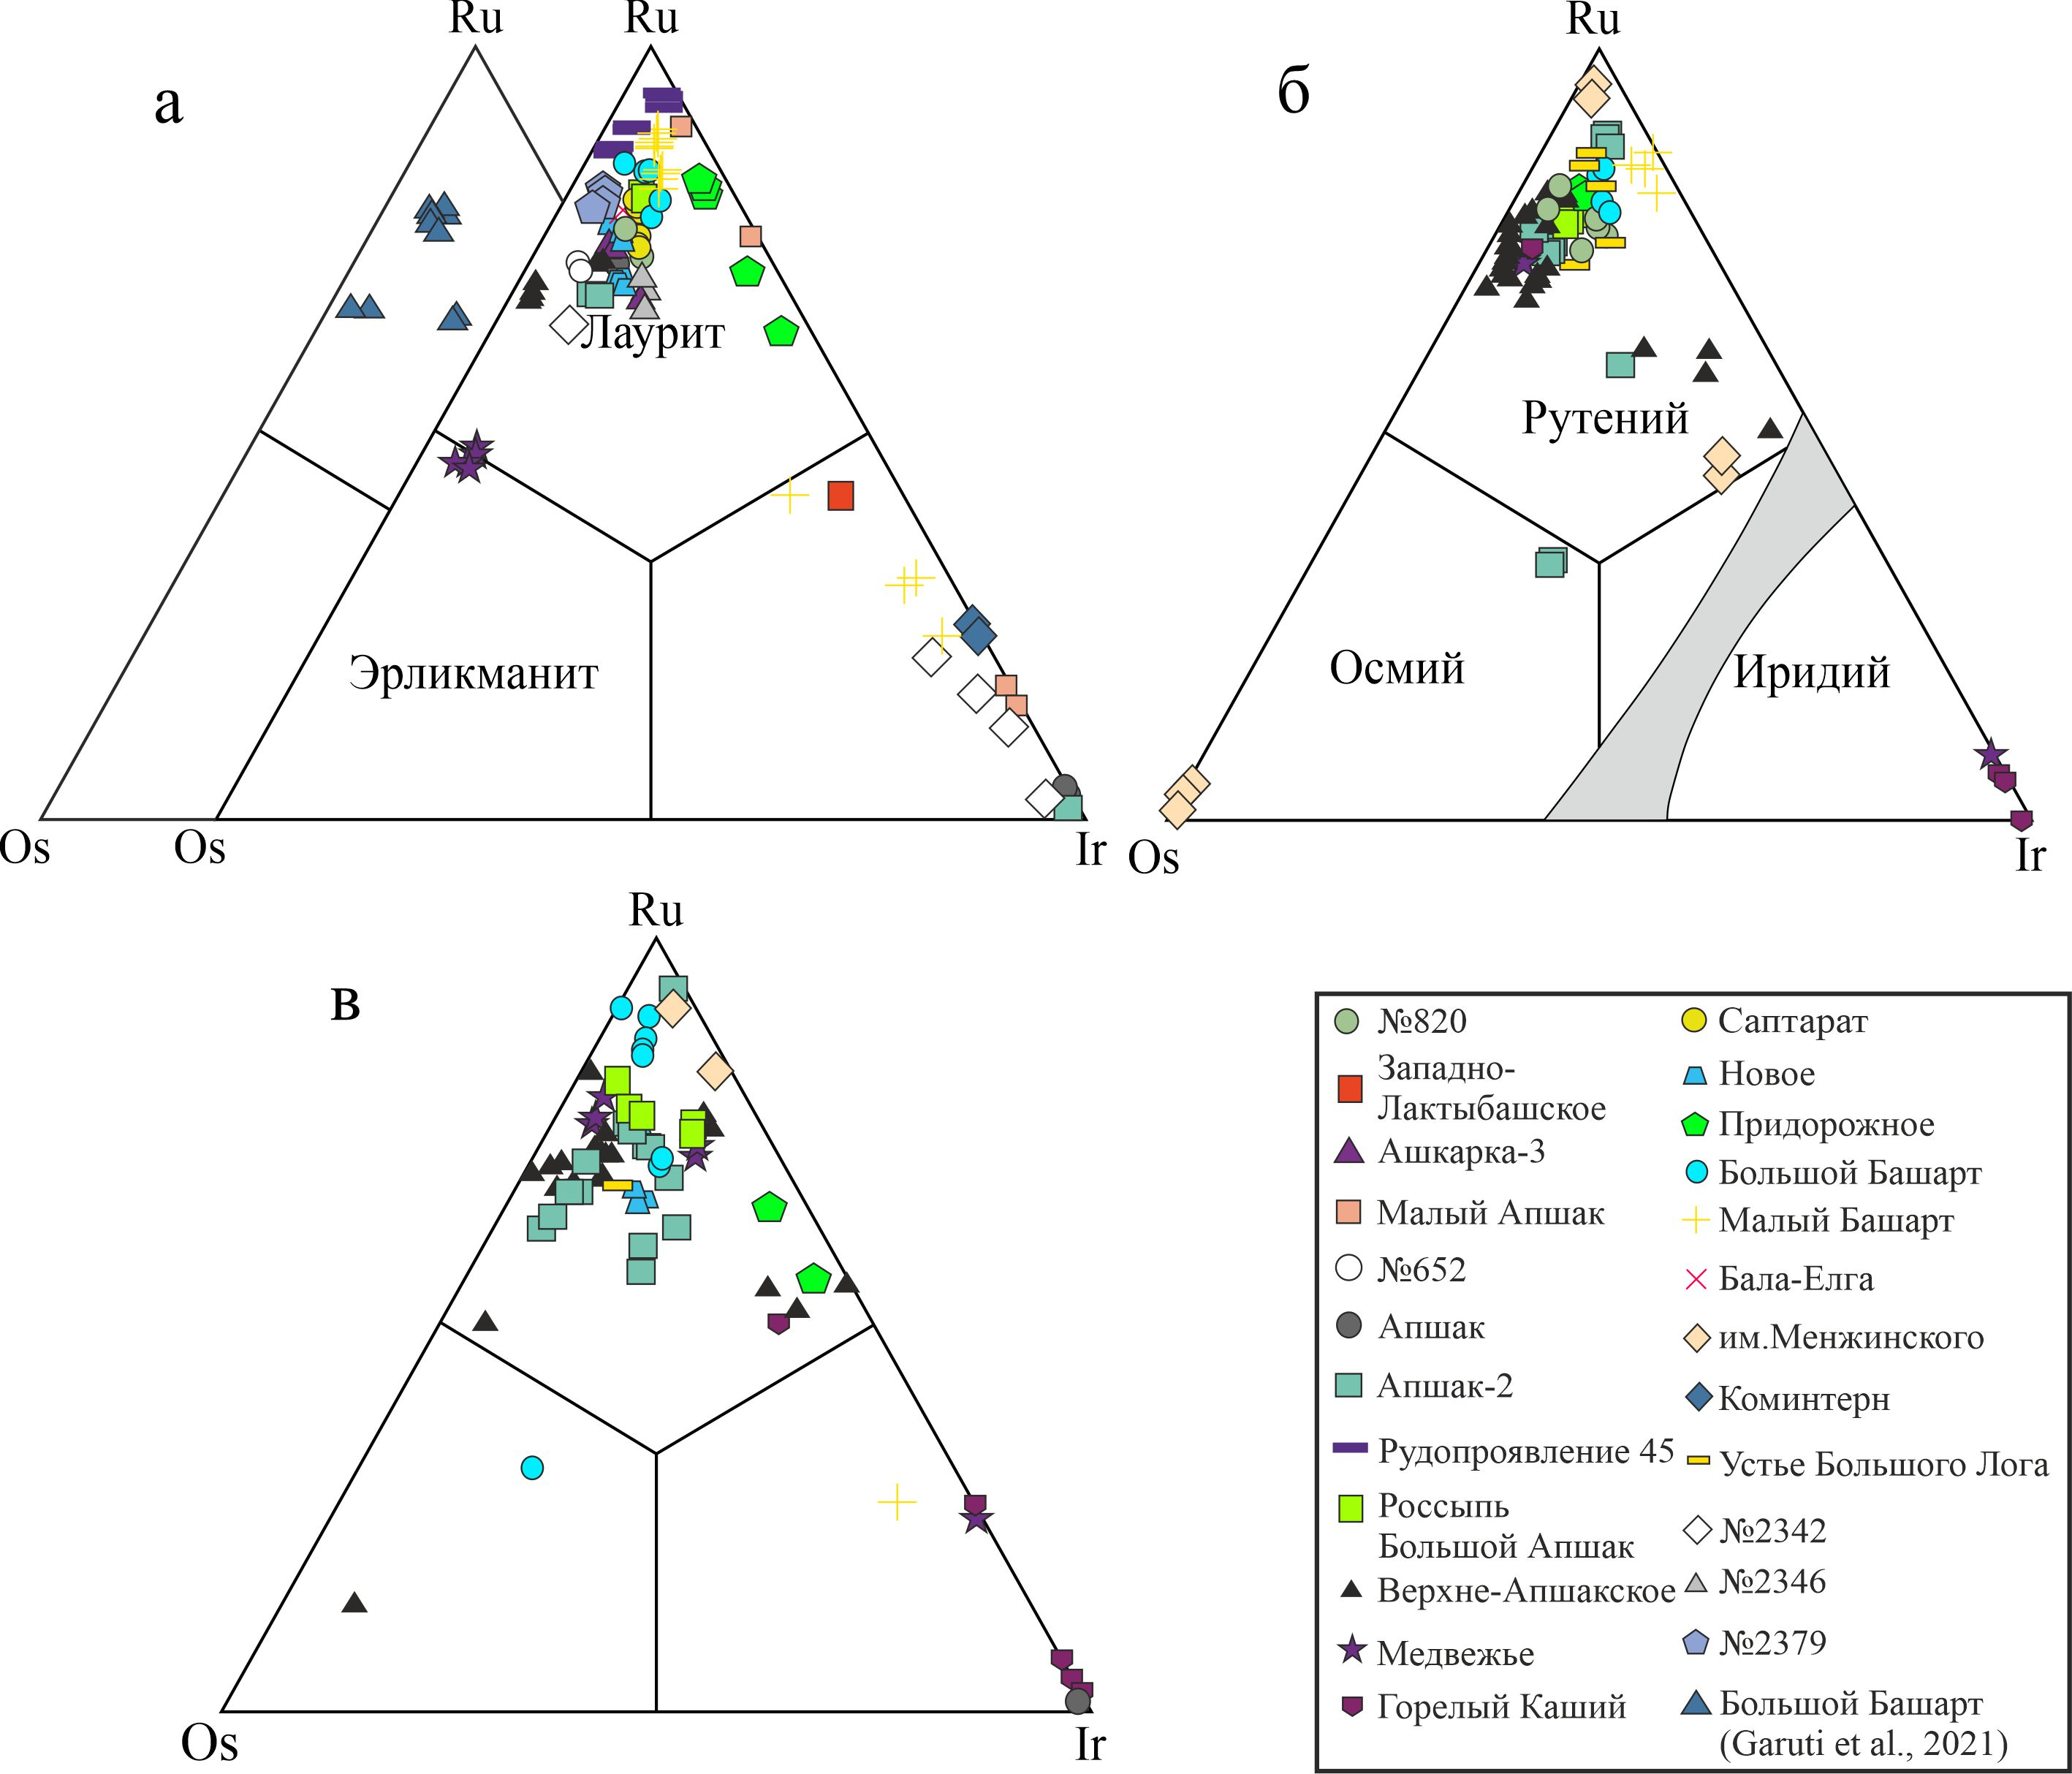 Ru
Ru
а
Лаурит
Эрликманит
Os
Os
Ir
Ru
б
Рутений
Осмий
Иридий
Os
Ir
Ru
в
Os
Ir
№820
Западно-
Лактыбашское
Ашкарка-3
Малый Апшак
№652
Апшак
Апшак-2
Рудопроявление 45
Россыпь
Большой Апшак
Верхне-Апшакское
Медвежье
Горелый Каший
Саптарат
Новое
Придорожное
Большой Башарт
Малый Башарт
Бала-Елга
им.Менжинского
Коминтерн
Устье Большого Лога
№2342
№2346
№2379
Большой Башарт
(Garuti et al., 2021)